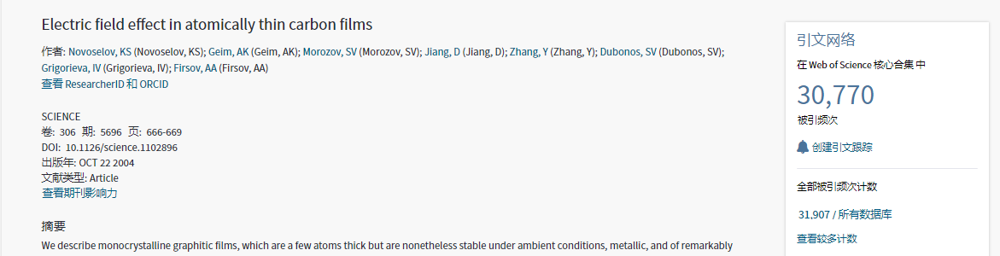 Electric field effect in atomically thin carbon films
作者: Novoselov, KS (Novoselov, KS); Geim, AK (Geim, AK); Morozov, SV (Morozov, SV); Jiang, D (Jiang, D); Zhang, Y (Zhang, Y); Dubonos, SV (Dubonos, SV);
Grigorieva, IV (Grigorieva, IV); Firsov, AA (Firsov, AA)
查看 ResearcherID 和 ORCID
SCIENCE
卷: 306 期: 5696 页: 666-669
DOI: 10.1126/science.1102896
出版年: OCT 22 2004
文献类型: Article
查看期刊影响力
摘要
We describe monocrystalline graphitic films, which are a few atoms thick but are nonetheless stable under ambient conditions, metallic, and of remarkably
引文网络
在 Web of Science 核心合集 中
30,770
被引频次
创建引文跟踪
全部被引频次计数
31,907 / 所有数据库
查看较多计数